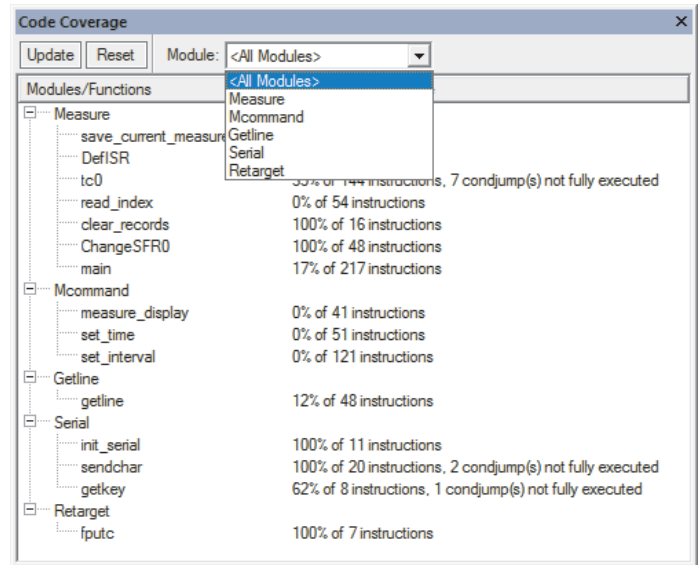 Code Coverage
Update Reset Module: <All Modules>
<All Modules>
Measure
Mcommand
Getline
Serial
Retarget
Modules/Functions
Measure
save_current_measure
DefISR
tc0 144 instructions, 7 condjump(s) not fully executed
read_index 0% of 54 instructions
clear_records 100% of 16 instructions
ChangeSFR0 100% of 48 instructions
main 17% of 217 instructions
Mcommand
measure_display 0% of 41 instructions
set_time 0% of 51 instructions
set_interval 0% of 121 instructions
Getline
getline 12% of 48 instructions
Serial
init_serial 100% of 11 instructions
sendchar 100% of 20 instructions, 2 condjump(s) not fully executed
getkey 62% of 8 instructions, 1 condjump(s) not fully executed
Retarget
fputc 100% of 7 instructions